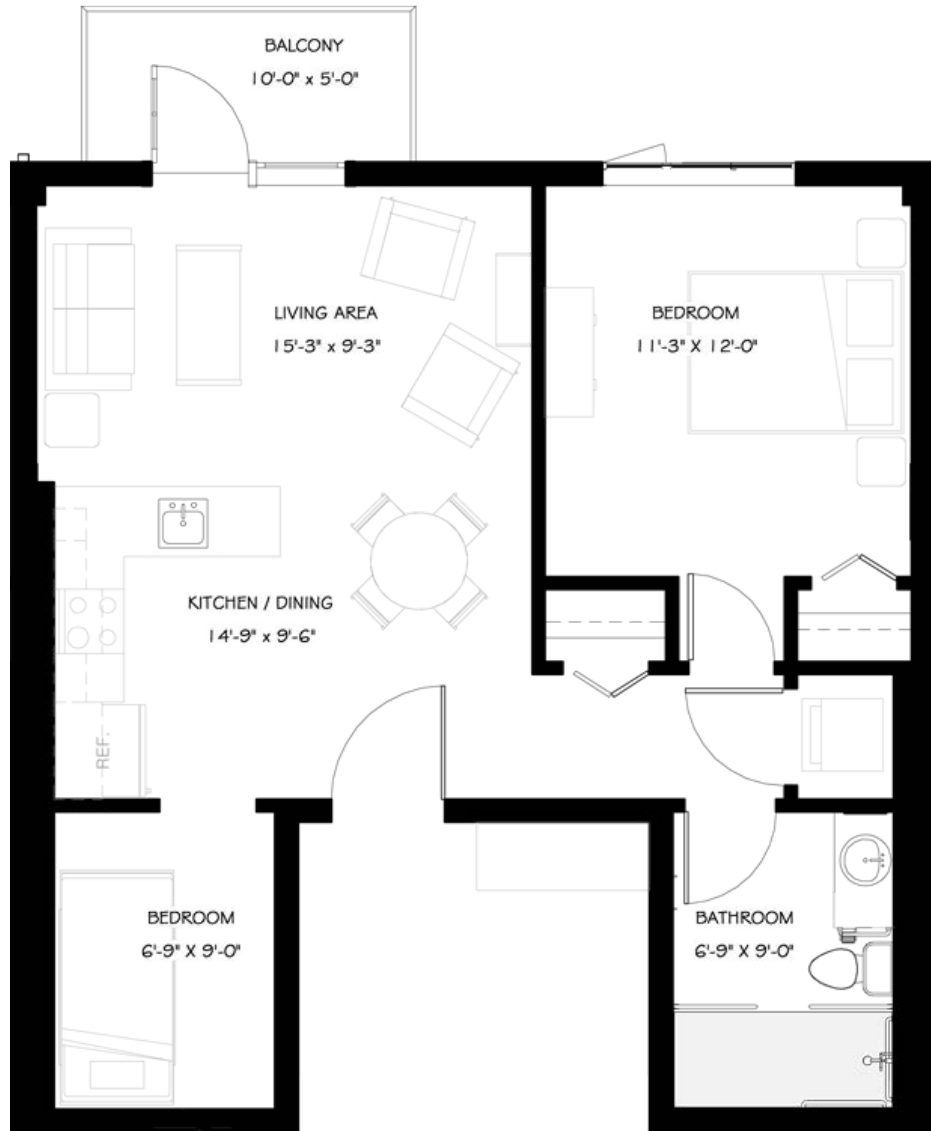 BALCONY
10'-0" x 5'-0"
LIVING AREA
15'-3" x 9'-3"
BEDROOM
11'-3" X 12'-0"
KITCHEN / DINING
14'-9" x 9'-6"
REF.
BEDROOM
6'-9" X 9'-0"
BATHROOM
6'-9" X 9'-0"